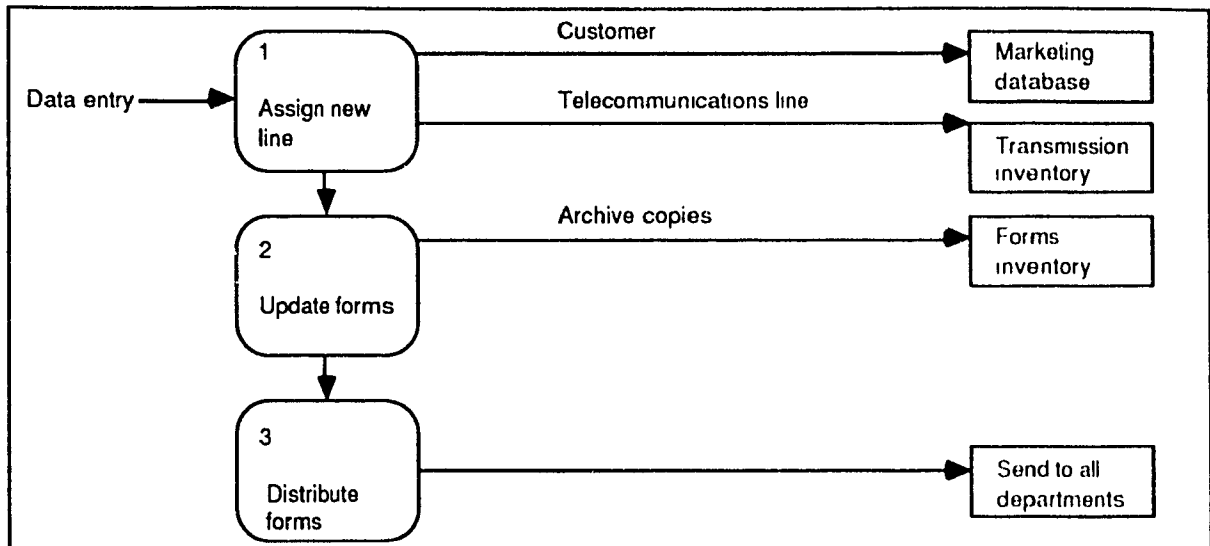 Customer
1
Marketing
database
Data entry
Assign new
line
Telecommunications line
Transmission
inventory
Archive copies
2
Forms
inventory
Update forms
3
Send to all
departments
Distribute
forms